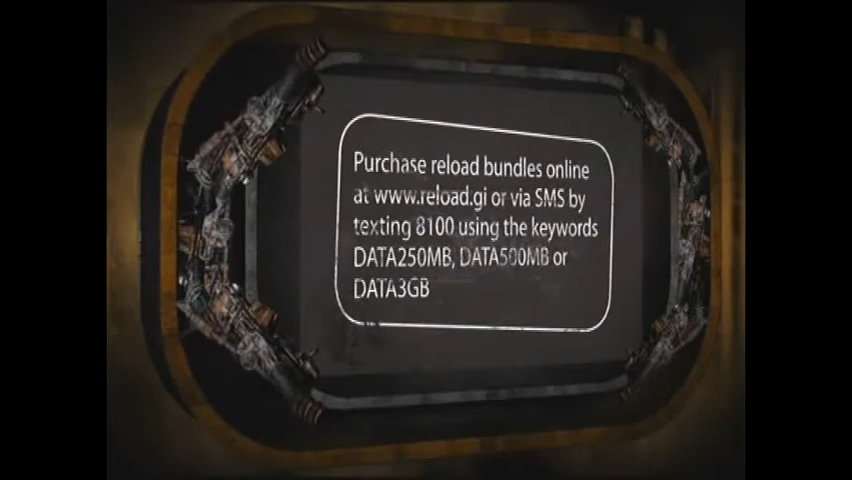 Purchase reload bundles online
at www.reload.gi or via SMS by
texting 8100 using the keywords
DATA250MB, DATA500MB or
DATA3GB